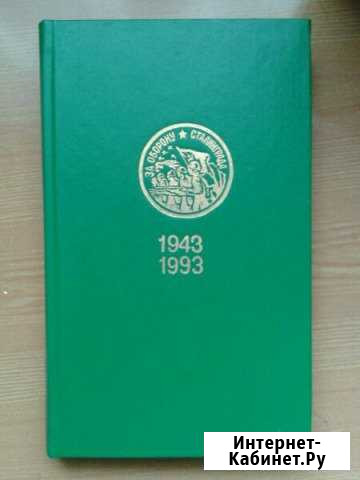 ЗА ОБОРОНУ ★ СТАЛИНГРАДА
1943
1993
Интернет-
Кабинет.Ру